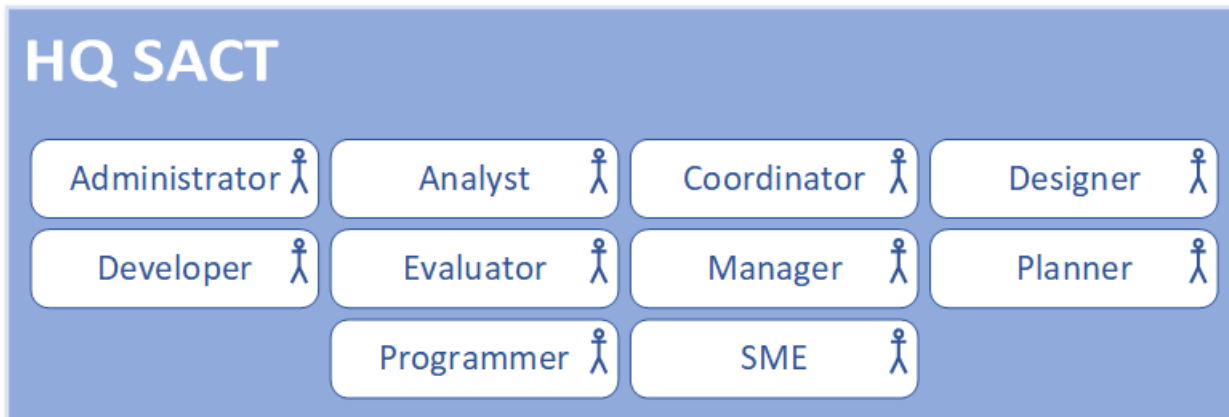 HQ SACT
Administrator
Analyst
Coordinator
Designer
Developer
Evaluator
Manager
Planner
Programmer
SME